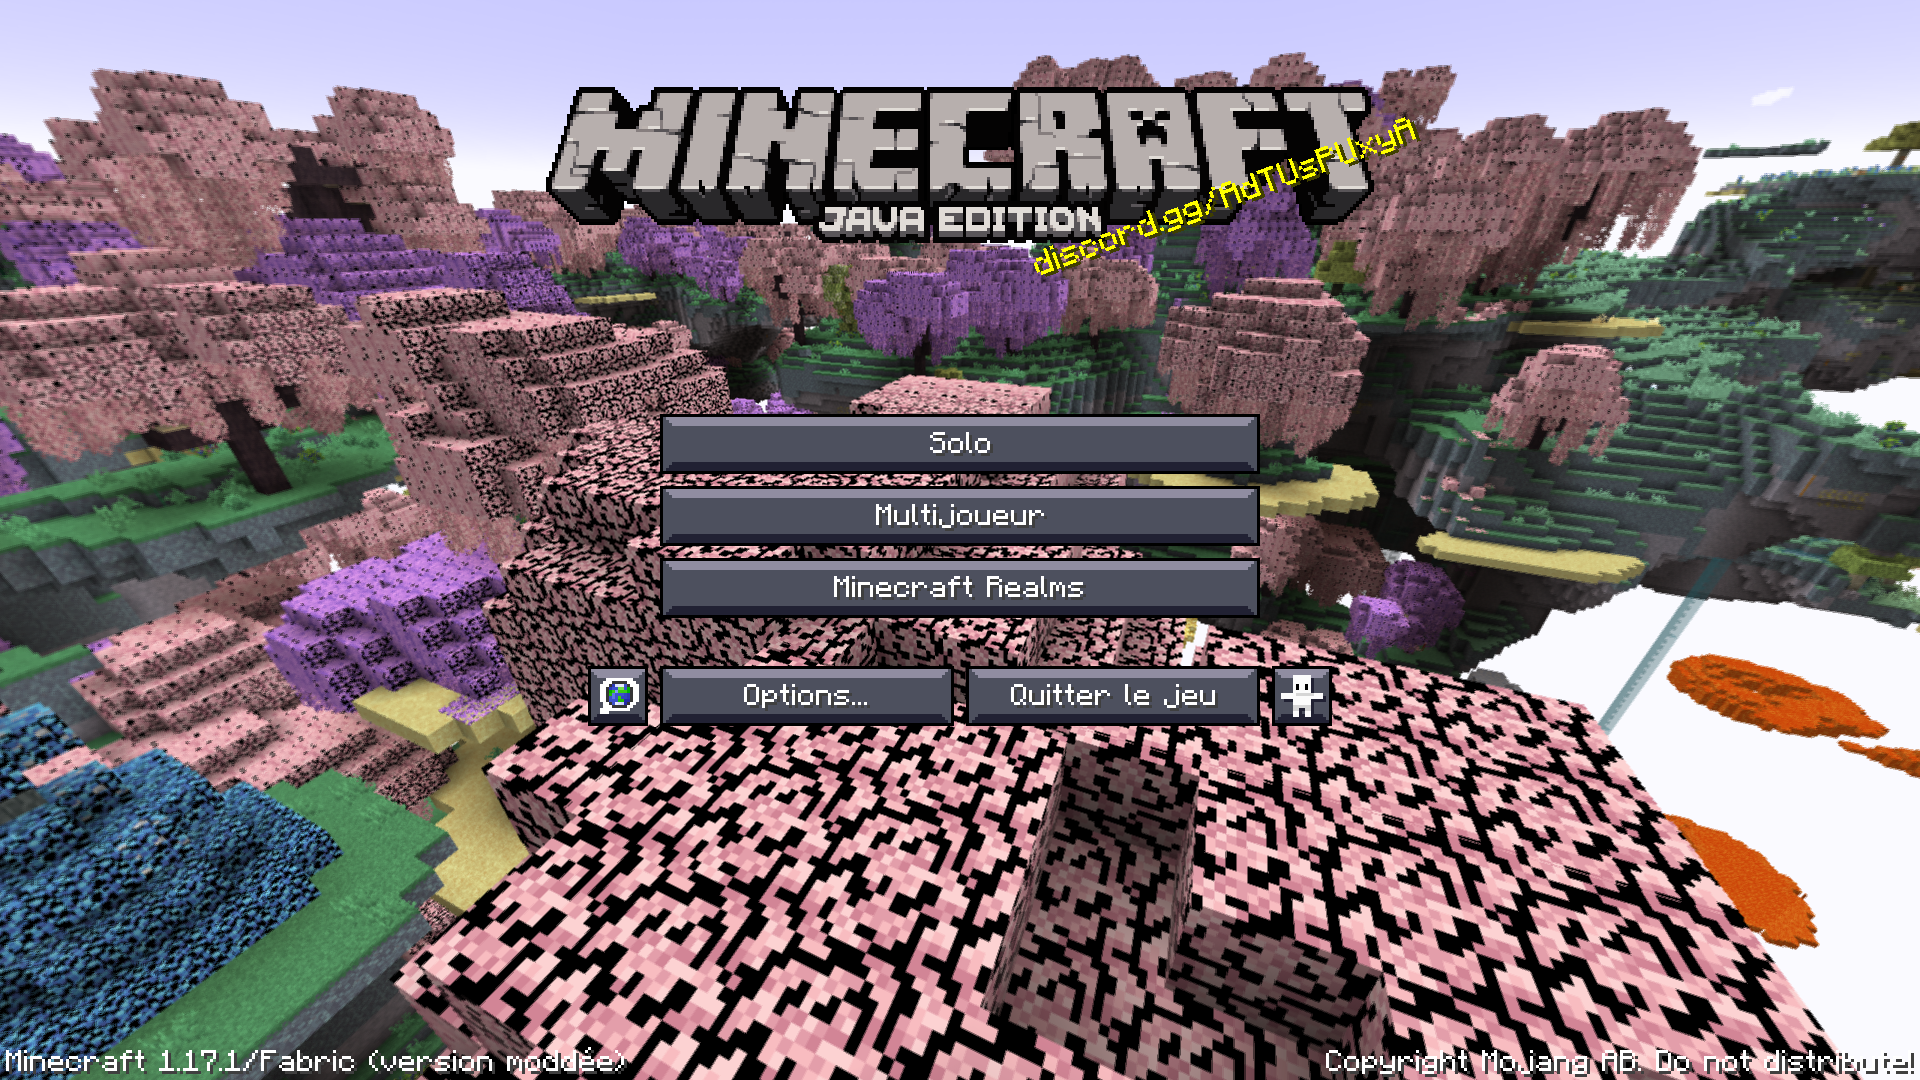 MINECRAFT
JAVA EDITION
discord.gg/AdTUsPUxyA
Solo
Multijoueur
Minecraft Realms
Options...
Quitter le jeu
Minecraft 1.17.1/Fabric (version moddée)
Copyright Mojang AB. Do not distribute!